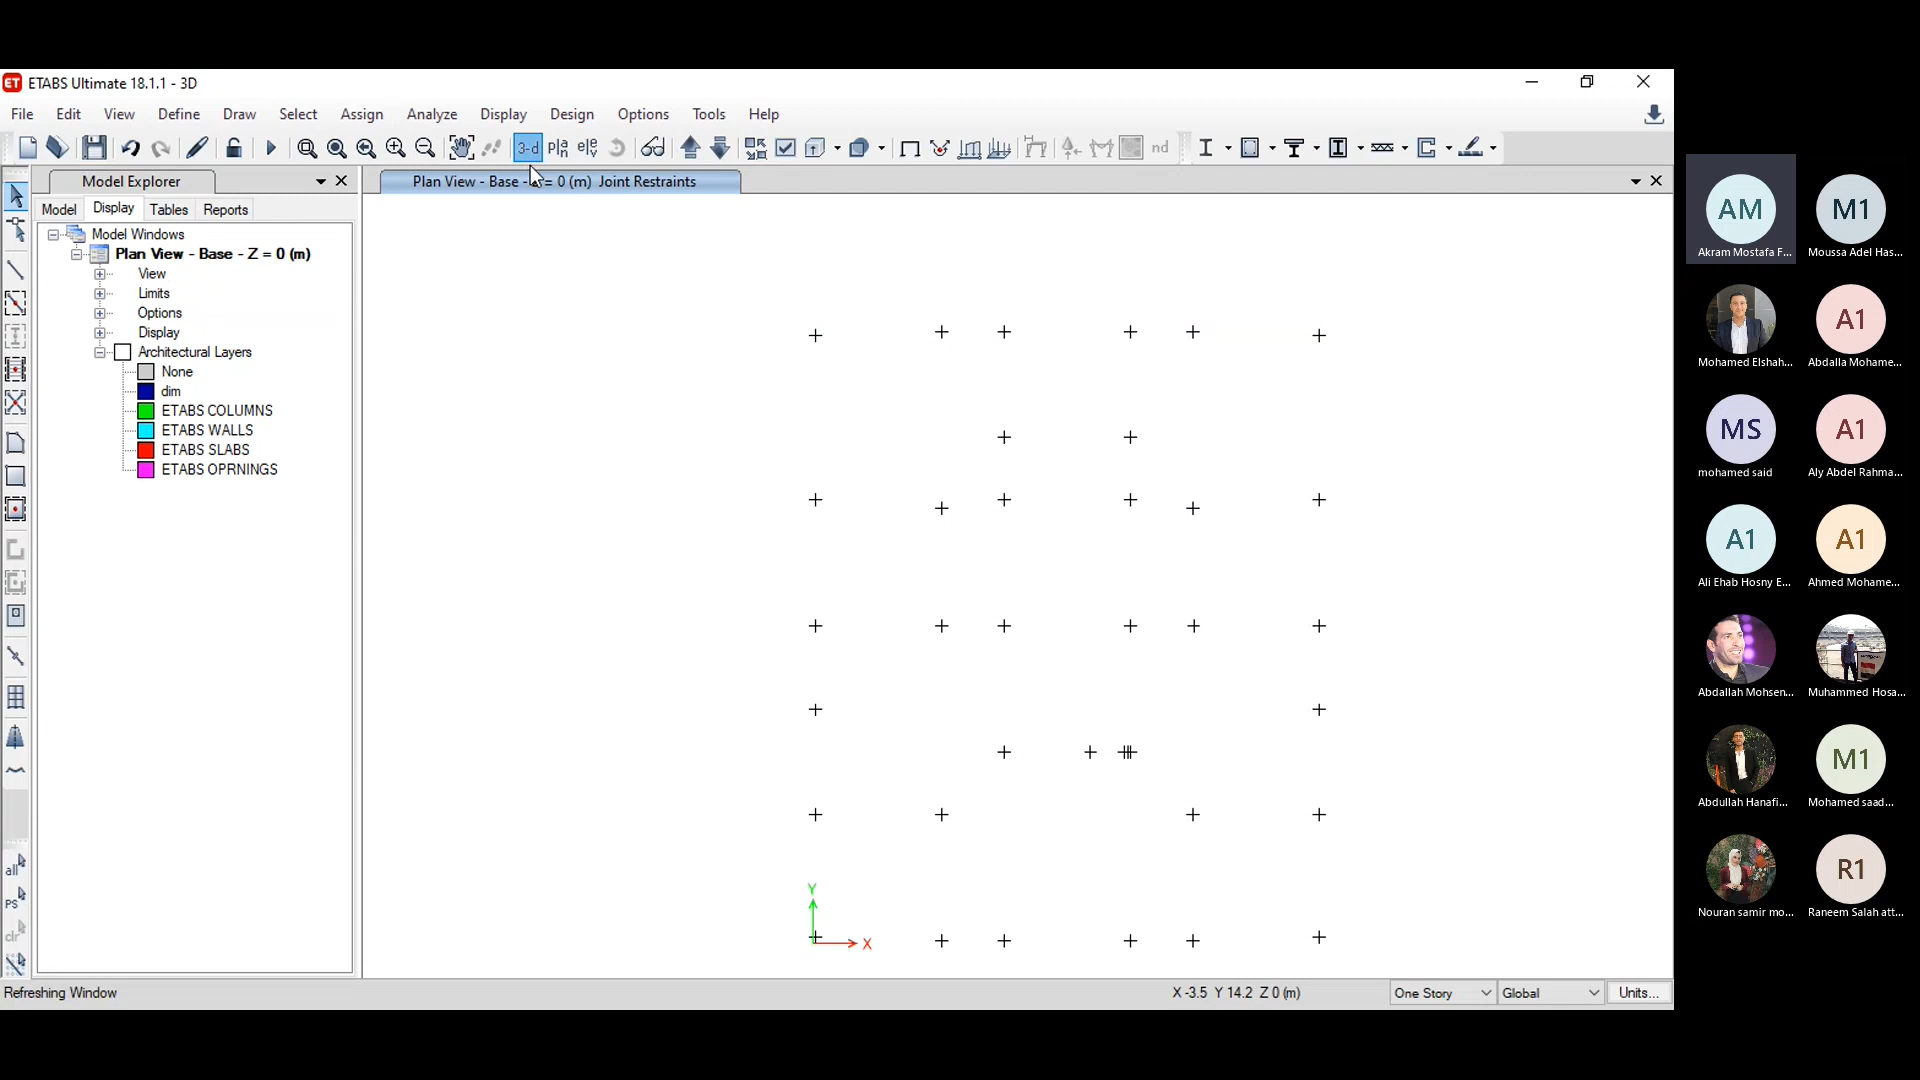 ETABS Ultimate 18.1.1 - 3D
File Edit View Define Draw Select Assign Analyze Display Design Options Tools Help
3-d nd
Model Explorer
Plan View - Base - = 0 (m) Joint Restraints
Model Display Tables Reports
Model Windows
Plan View - Base - Z = 0 (m)
View
Limits
Options
Display
Architectural Layers
None
dim
ETABS COLUMNS
ETABS WALLS
ETABS SLABS
ETABS OPRNINGS
all
PS
clr
Y
X
Refreshing Window
X -3.5 Y 14.2 Z 0 (m)
One Story
Global
Units...
AM
Akram Mostafa F...
M1
Moussa Adel Has...
Mohamed Elshah...
A1
Abdalla Mohame...
MS
mohamed said
A1
Aly Abdel Rahma...
A1
Ali Ehab Hosny E...
A1
Ahmed Mohame...
Abdallah Mohsen...
Muhammed Hosa...
Abdullah Hanafi...
M1
Mohamed saad...
Nouran samir mo...
R1
Raneem Salah att...